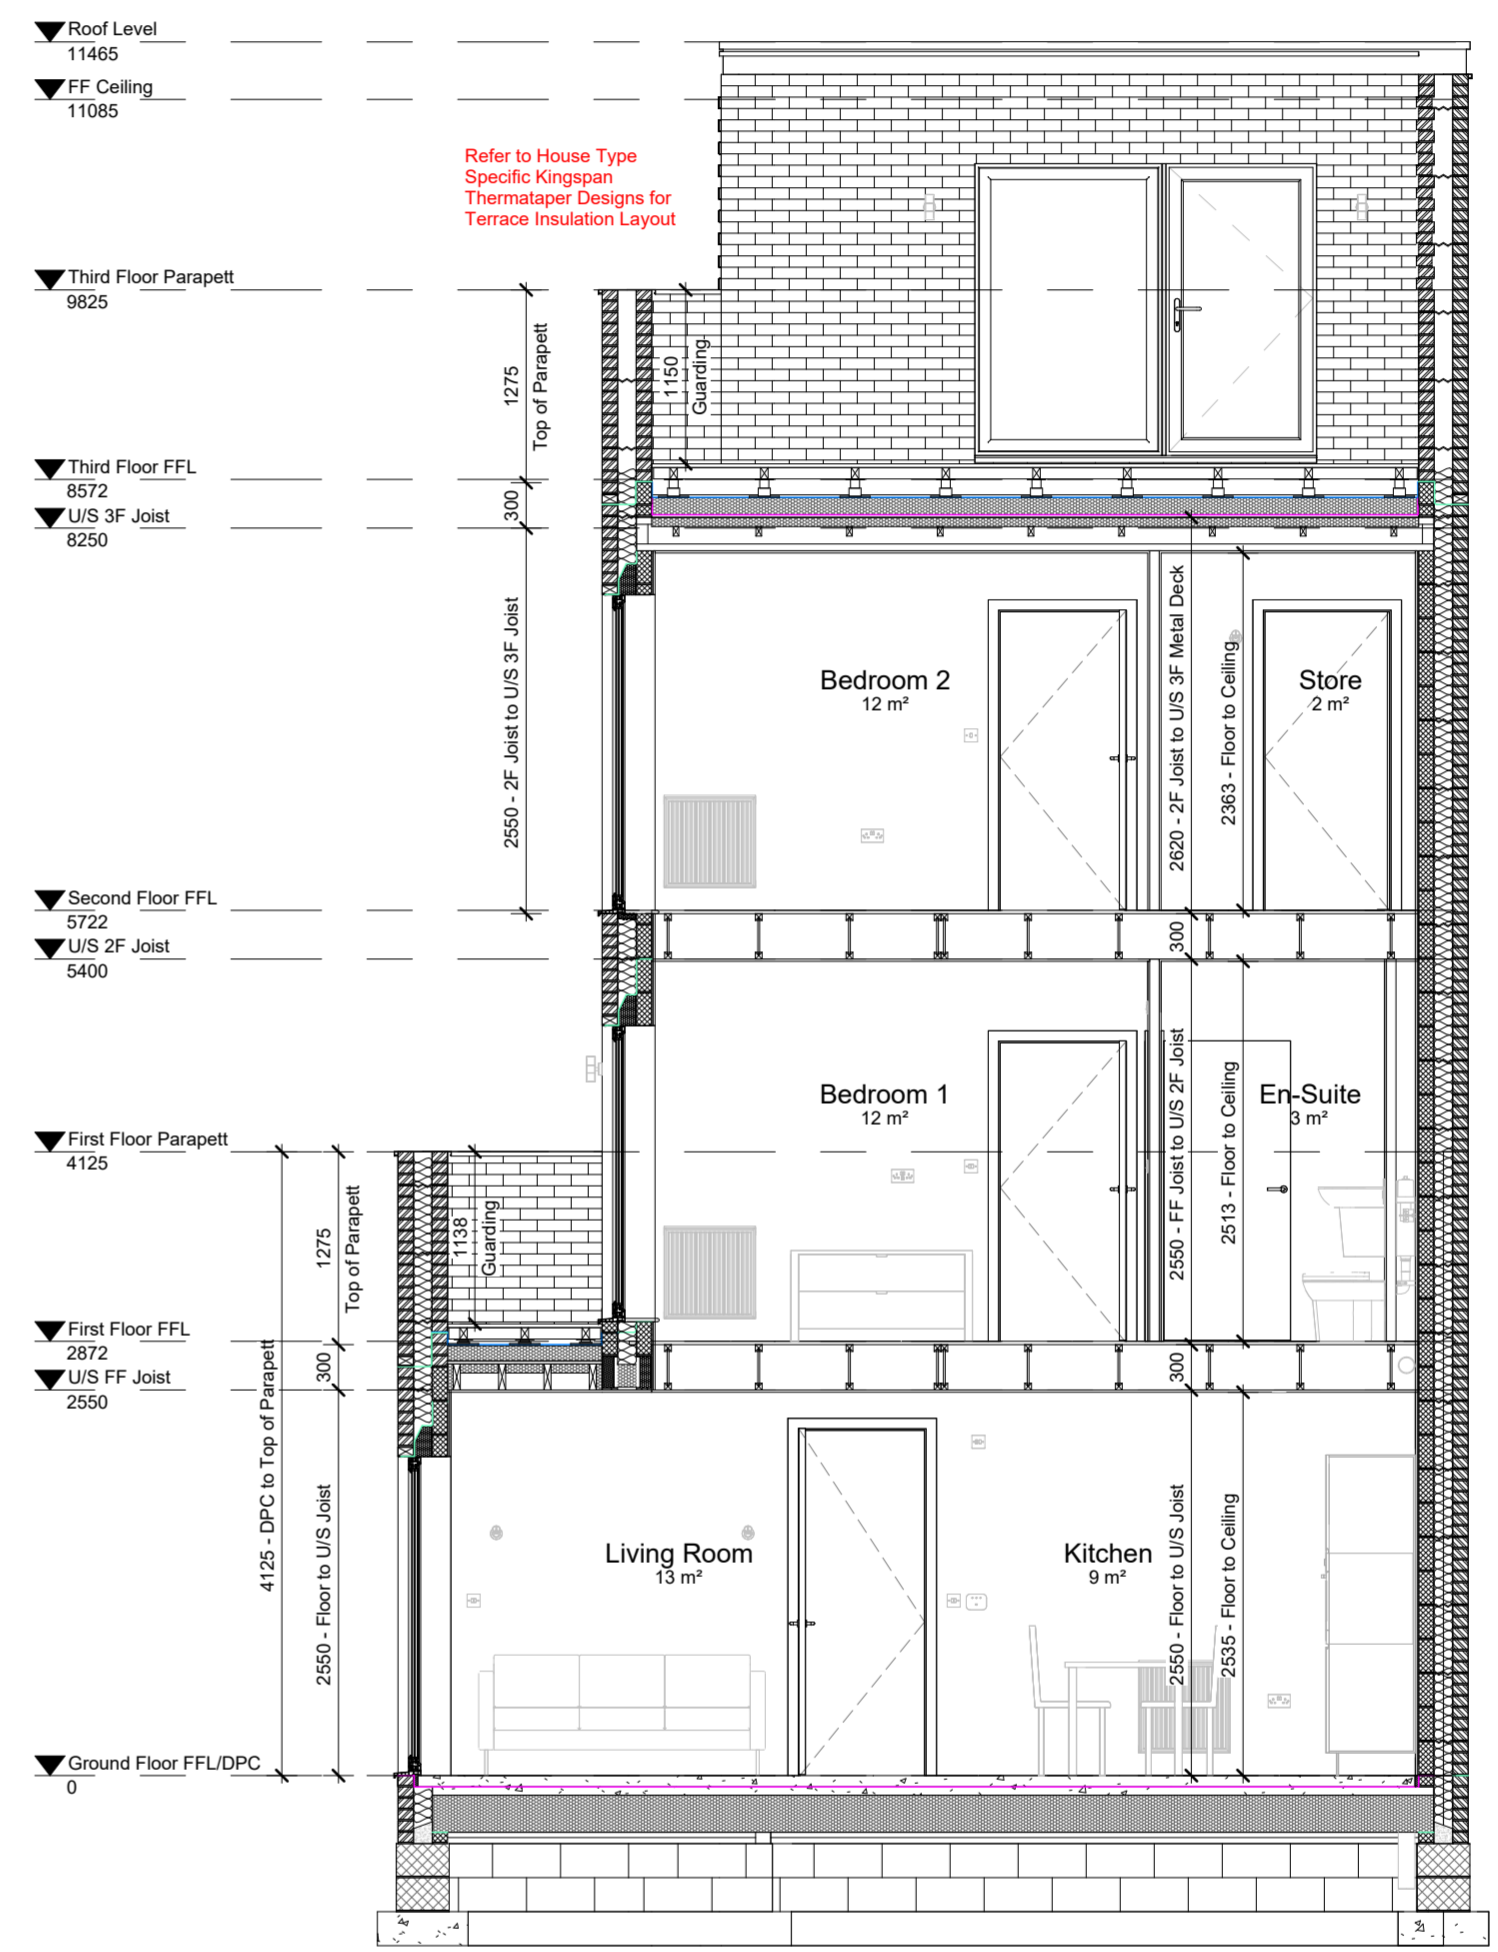 Roof Level
11465
FF Ceiling
11085
Refer to House Type
Specific Kingspan
Thermataper Designs for
Terrace Insulation Layout
Third Floor Parapett
9825
1275
Top of Parapett
1150
Guarding
Third Floor FFL
8572
300
U/S 3F Joist
8250
2550 - 2F Joist to U/S 3F Joist
Bedroom 2
12 m²
2620 - 2F Joist to U/S 3F Metal Deck
2363 - Floor to Ceiling
Store
2 m²
Second Floor FFL
5722
300
U/S 2F Joist
5400
Bedroom 1
12 m²
2550 - FF Joist to U/S 2F Joist
2513 - Floor to Ceiling
En-Suite
3 m²
First Floor Parapett
4125
1275
Top of Parapett
1138
Guarding
First Floor FFL
2872
300
300
U/S FF Joist
2550
4125 - DPC to Top of Parapett
2550 - Floor to U/S Joist
Living Room
13 m²
Kitchen
9 m²
2550 - Floor to U/S Joist
2535 - Floor to Ceiling
Ground Floor FFL/DPC
0